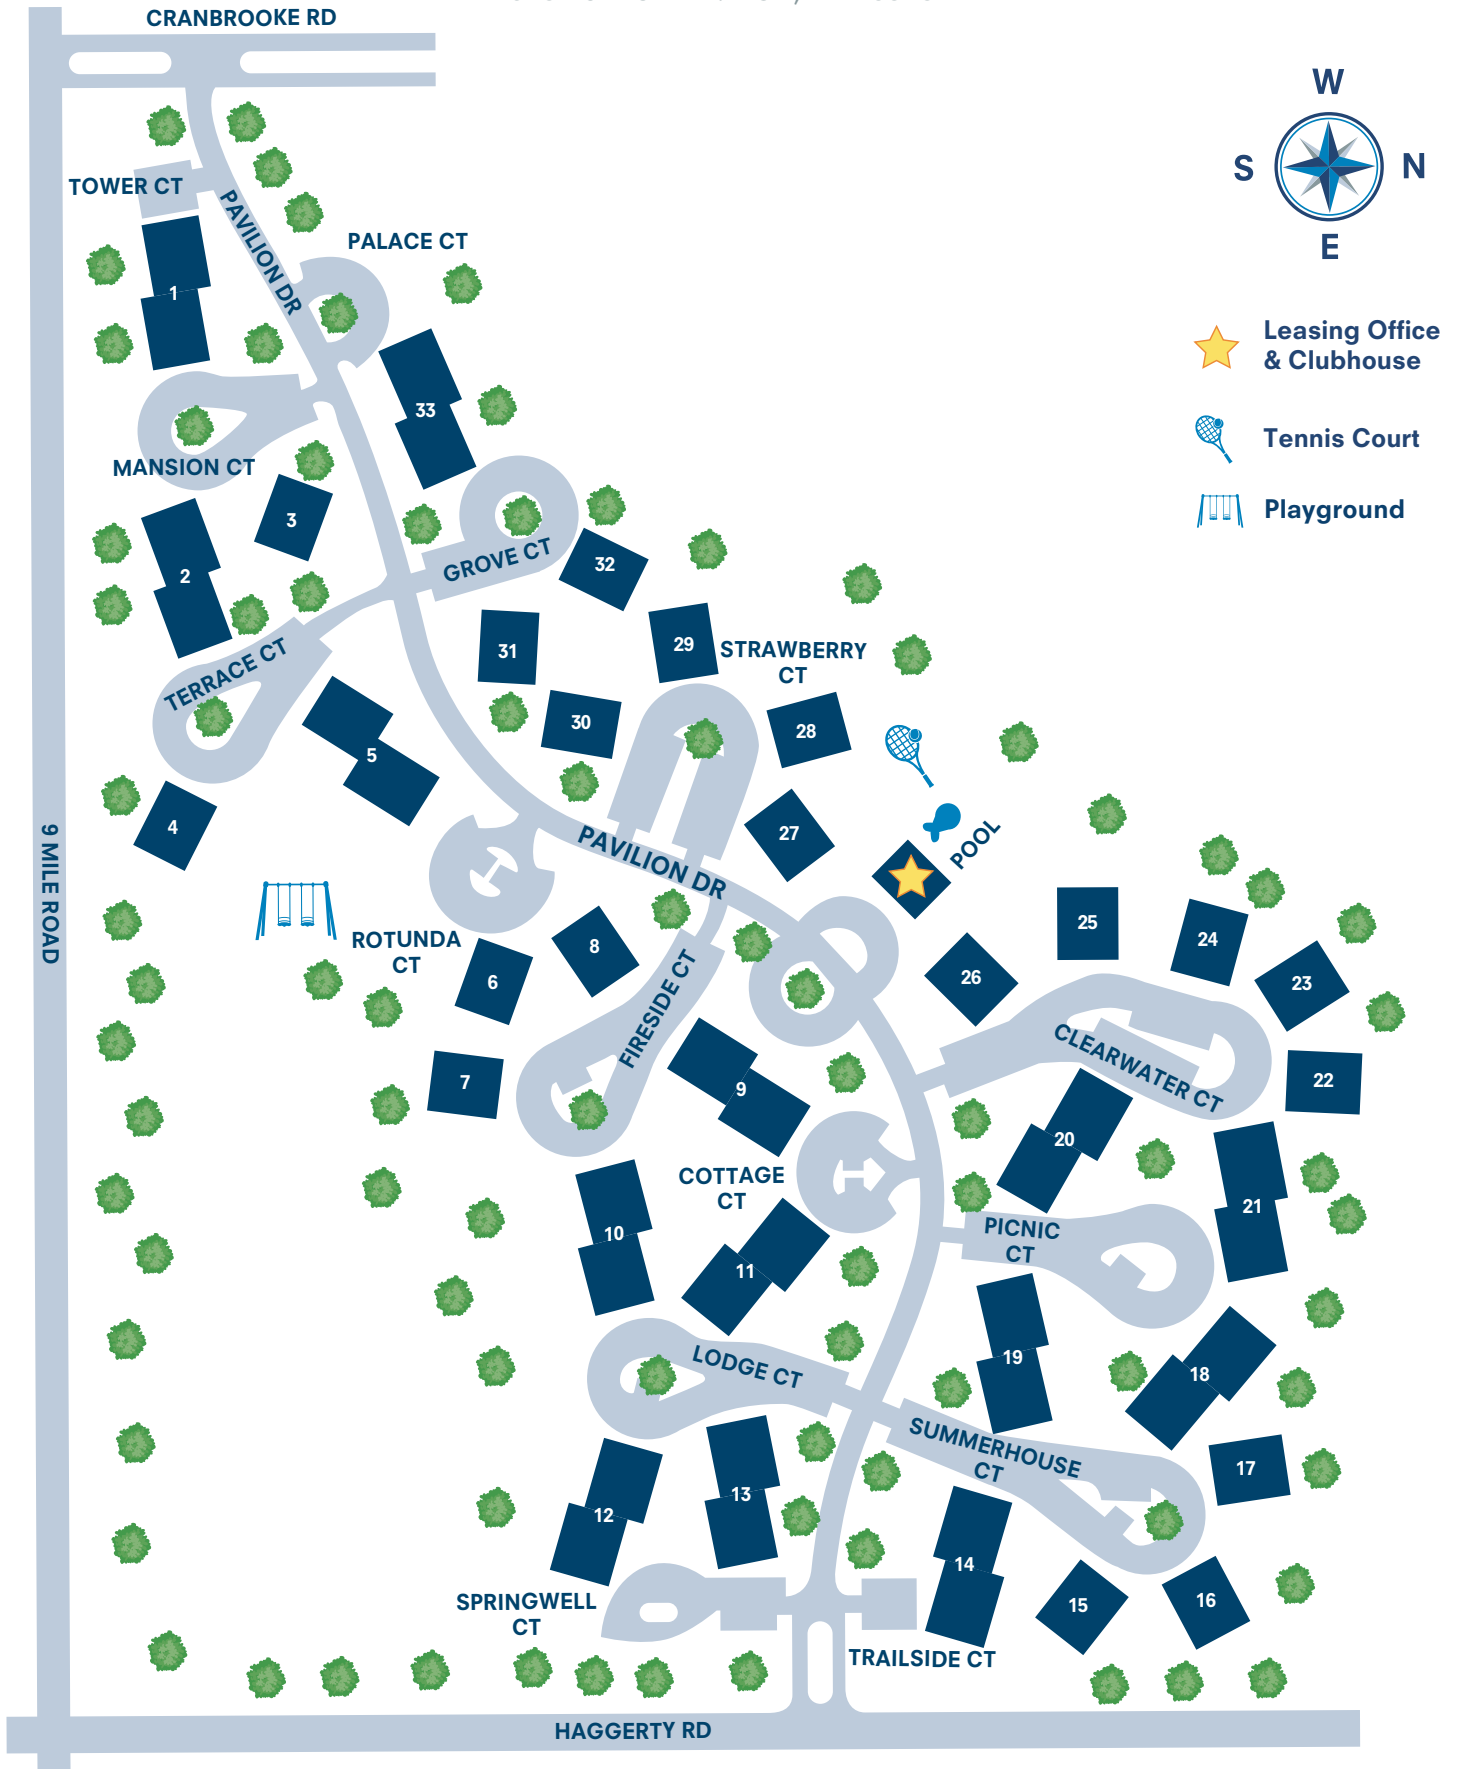 CRANBROOKE RD
W
S
N
E
TOWER CT
PAVILION DR
PALACE CT
1
Leasing Office
& Clubhouse
33
Tennis Court
MANSION CT
Playground
3
2
GROVE CT
32
31
29
STRAWBERRY
CT
TERRACE CT
30
28
5
4
27
PAVILION DR
POOL
9 MILE ROAD
ROTUNDA
CT
8
6
25
24
26
23
FIRESIDE CT
CLEARWATER CT
7
9
22
20
COTTAGE
CT
21
10
11
PICNIC
CT
LODGE CT
19
18
SUMMERHOUSE
CT
17
13
12
14
15
16
SPRINGWELL
CT
TRAILSIDE CT
HAGGERTY RD